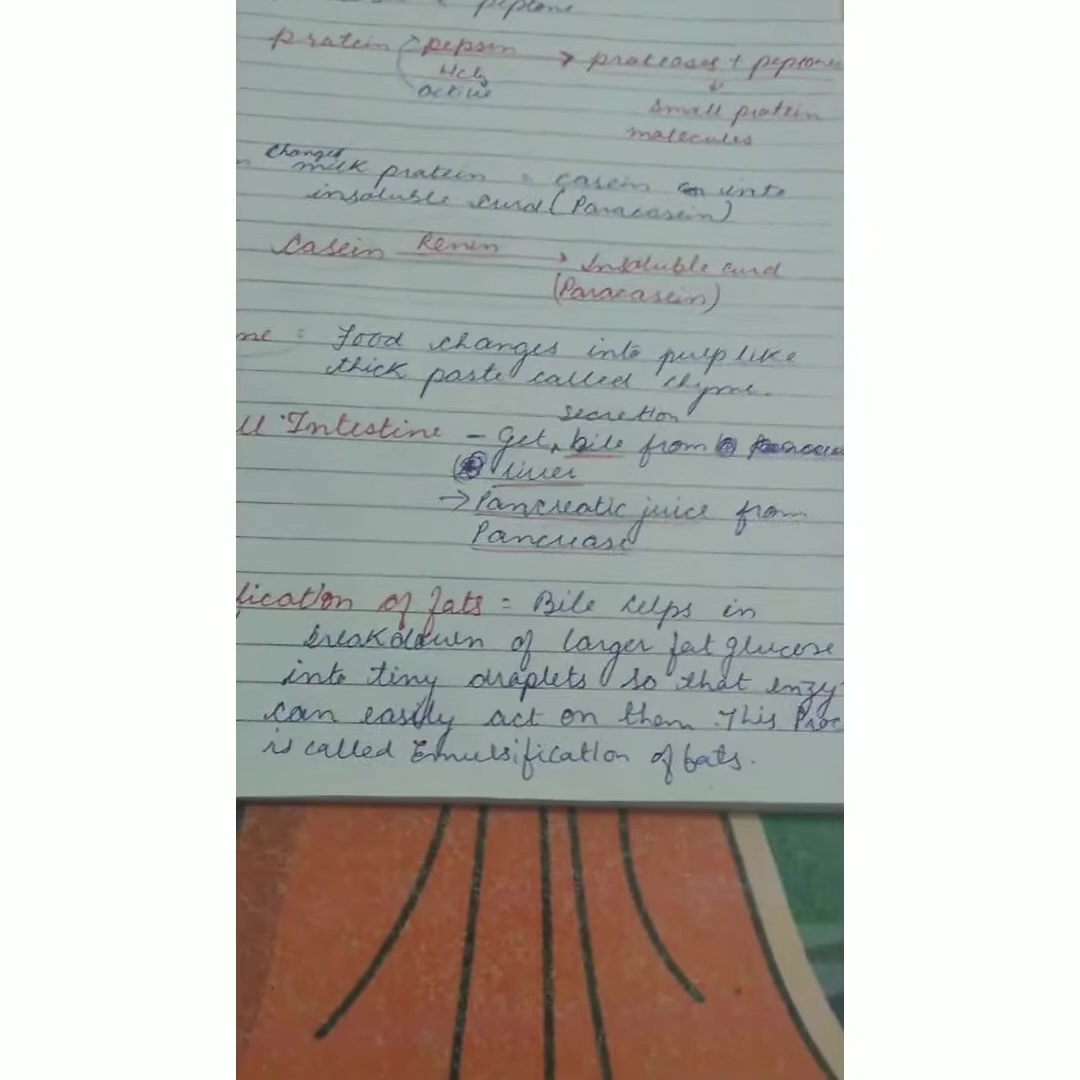 peptone
protein pepsin → proteoses + peptone
HCl
active
small protein
molecules
changes
milk protein = casein into
insoluble curd (Paracasein)
Casein Renin → Insoluble curd
(Paracasein)
me : Food changes into pulp like
thick paste called chyme.
secretion
ll Intestine - Get bile from
liver
→ Pancreatic juice from
Pancrease
fication of fats = Bile helps in
breakdown of larger fat glucose
into tiny droplets so that enzy
can easily act on them. This Proc
is called Emulsification of fats.